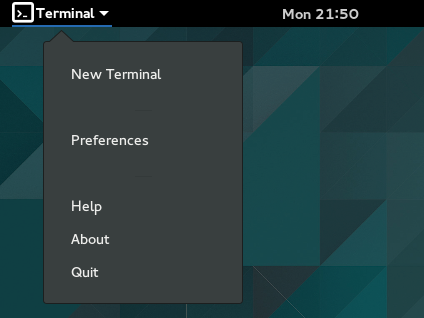 Terminal Mon 21:50
New Terminal
Preferences
Help
About
Quit